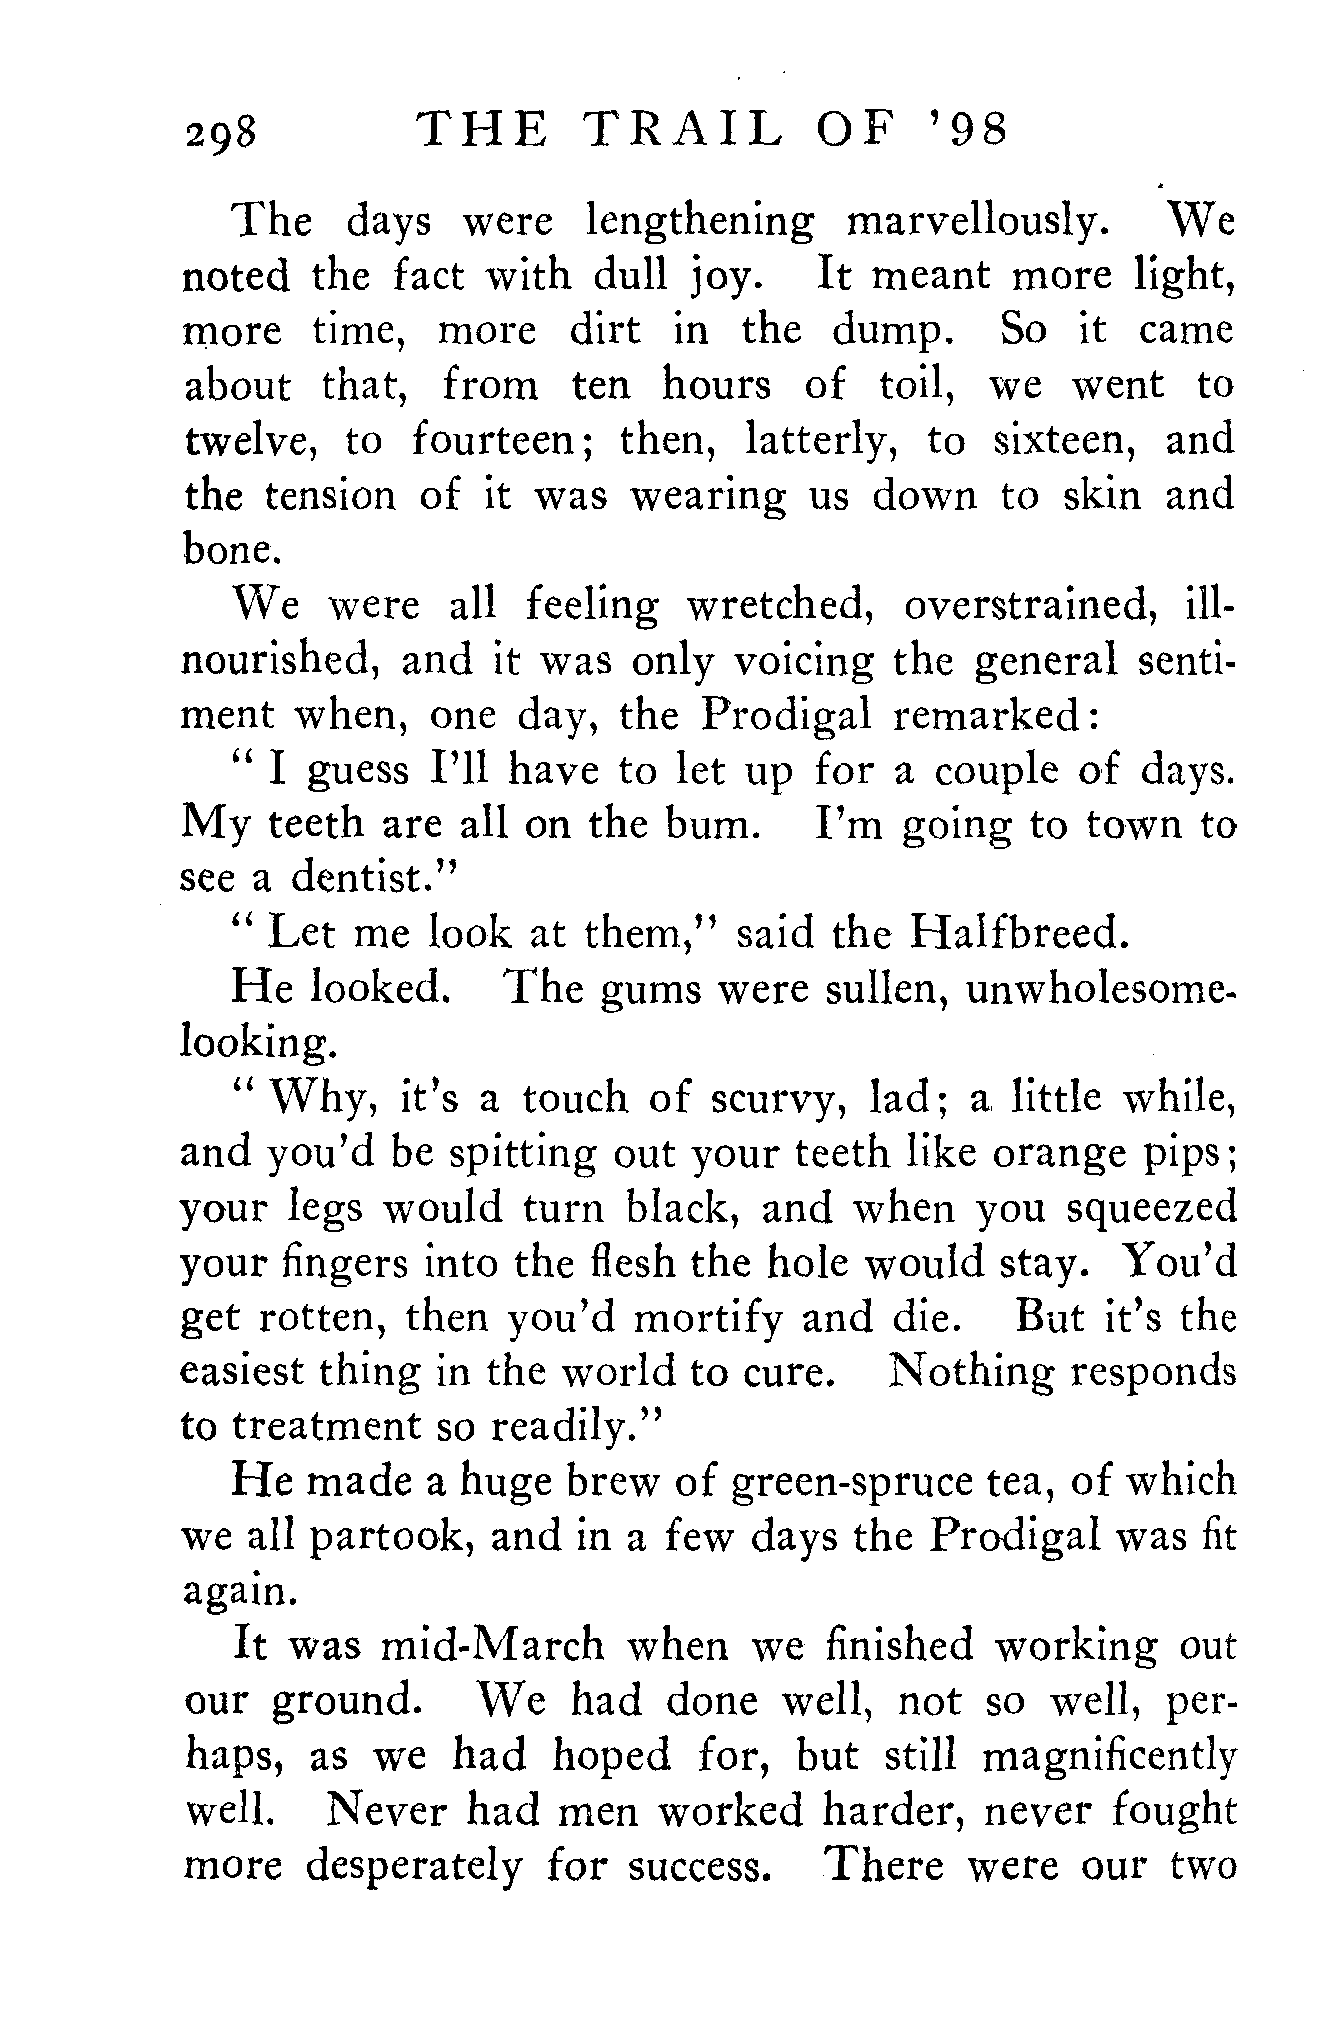 298 THE TRAIL OF '98
The days were lengthening marvellously. We
noted the fact with dull joy. It meant more light,
more time, more dirt in the dump. So it came
about that, from ten hours of toil, we went to
twelve, to fourteen; then, latterly, to sixteen, and
the tension of it was wearing us down to skin and
bone.
We were all feeling wretched, overstrained, ill-
nourished, and it was only voicing the general senti-
ment when, one day, the Prodigal remarked:
" I guess I'll have to let up for a couple of days.
My teeth are all on the bum. I'm going to town to
see a dentist."
" Let me look at them," said the Halfbreed.
He looked. The gums were sullen, unwholesome-
looking.
" Why, it's a touch of scurvy, lad; a little while,
and you'd be spitting out your teeth like orange pips;
your legs would turn black, and when you squeezed
your fingers into the flesh the hole would stay. You'd
get rotten, then you'd mortify and die. But it's the
easiest thing in the world to cure. Nothing responds
to treatment so readily."
He made a huge brew of green-spruce tea, of which
we all partook, and in a few days the Prodigal was fit
again.
It was mid-March when we finished working out
our ground. We had done well, not so well, per-
haps, as we had hoped for, but still magnificently
well. Never had men worked harder, never fought
more desperately for success. There were our two